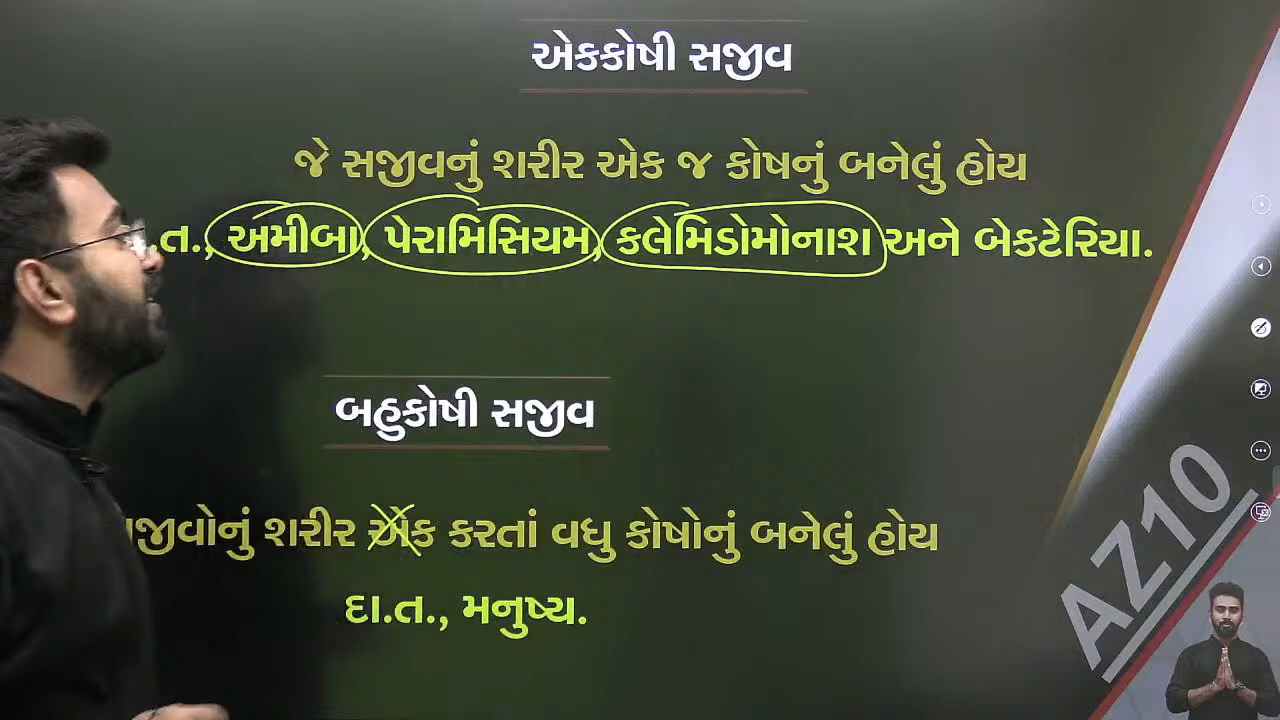 એકકોષી સજીવ
જે સજીવનું શરીર એક જ કોષનું બનેલું હોય
.ત., અમીબા, પેરામિસિયમ, કલેમિડોમોનાશ અને બેકટેરિયા.
બહુકોષી સજીવ
શરીર એક કરતાં વધુ કોષોનું બનેલું હોય
દા.ત., મનુષ્ય.
AZ10